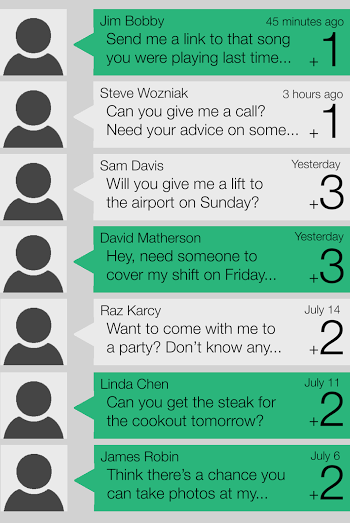 Jim Bobby 45 minutes ago
Send me a link to that song
you were playing last time... +1
Steve Wozniak 3 hours ago
Can you give me a call?
Need your advice on some... +1
Sam Davis Yesterday
Will you give me a lift to
the airport on Sunday? +3
David Matherson Yesterday
Hey, need someone to
cover my shift on Friday... +3
Raz Karcy July 14
Want to come with me to
a party? Don't know any... +2
Linda Chen July 11
Can you get the steak for
the cookout tomorrow? +2
James Robin July 6
Think there's a chance you
can take photos at my... +2